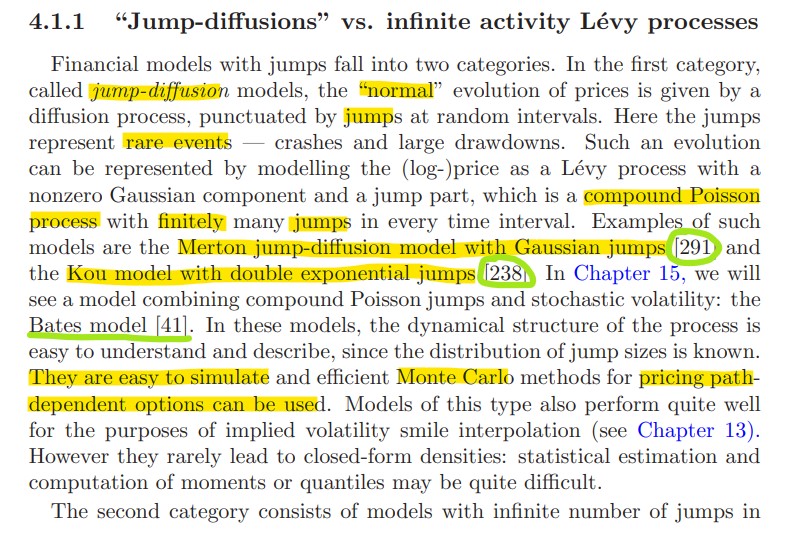 4.1.1 “Jump-diffusions” vs. infinite activity Lévy processes
Financial models with jumps fall into two categories. In the first category,
called jump-diffusion models, the “normal” evolution of prices is given by a
diffusion process, punctuated by jumps at random intervals. Here the jumps
represent rare events — crashes and large drawdowns. Such an evolution
can be represented by modelling the (log-)price as a Lévy process with a
nonzero Gaussian component and a jump part, which is a compound Poisson
process with finitely many jumps in every time interval. Examples of such
models are the Merton jump-diffusion model with Gaussian jumps [291] and
the Kou model with double exponential jumps [238]. In Chapter 15, we will
see a model combining compound Poisson jumps and stochastic volatility: the
Bates model [41]. In these models, the dynamical structure of the process is
easy to understand and describe, since the distribution of jump sizes is known.
They are easy to simulate and efficient Monte Carlo methods for pricing path-
dependent options can be used. Models of this type also perform quite well
for the purposes of implied volatility smile interpolation (see Chapter 13).
However they rarely lead to closed-form densities: statistical estimation and
computation of moments or quantiles may be quite difficult.
The second category consists of models with infinite number of jumps in